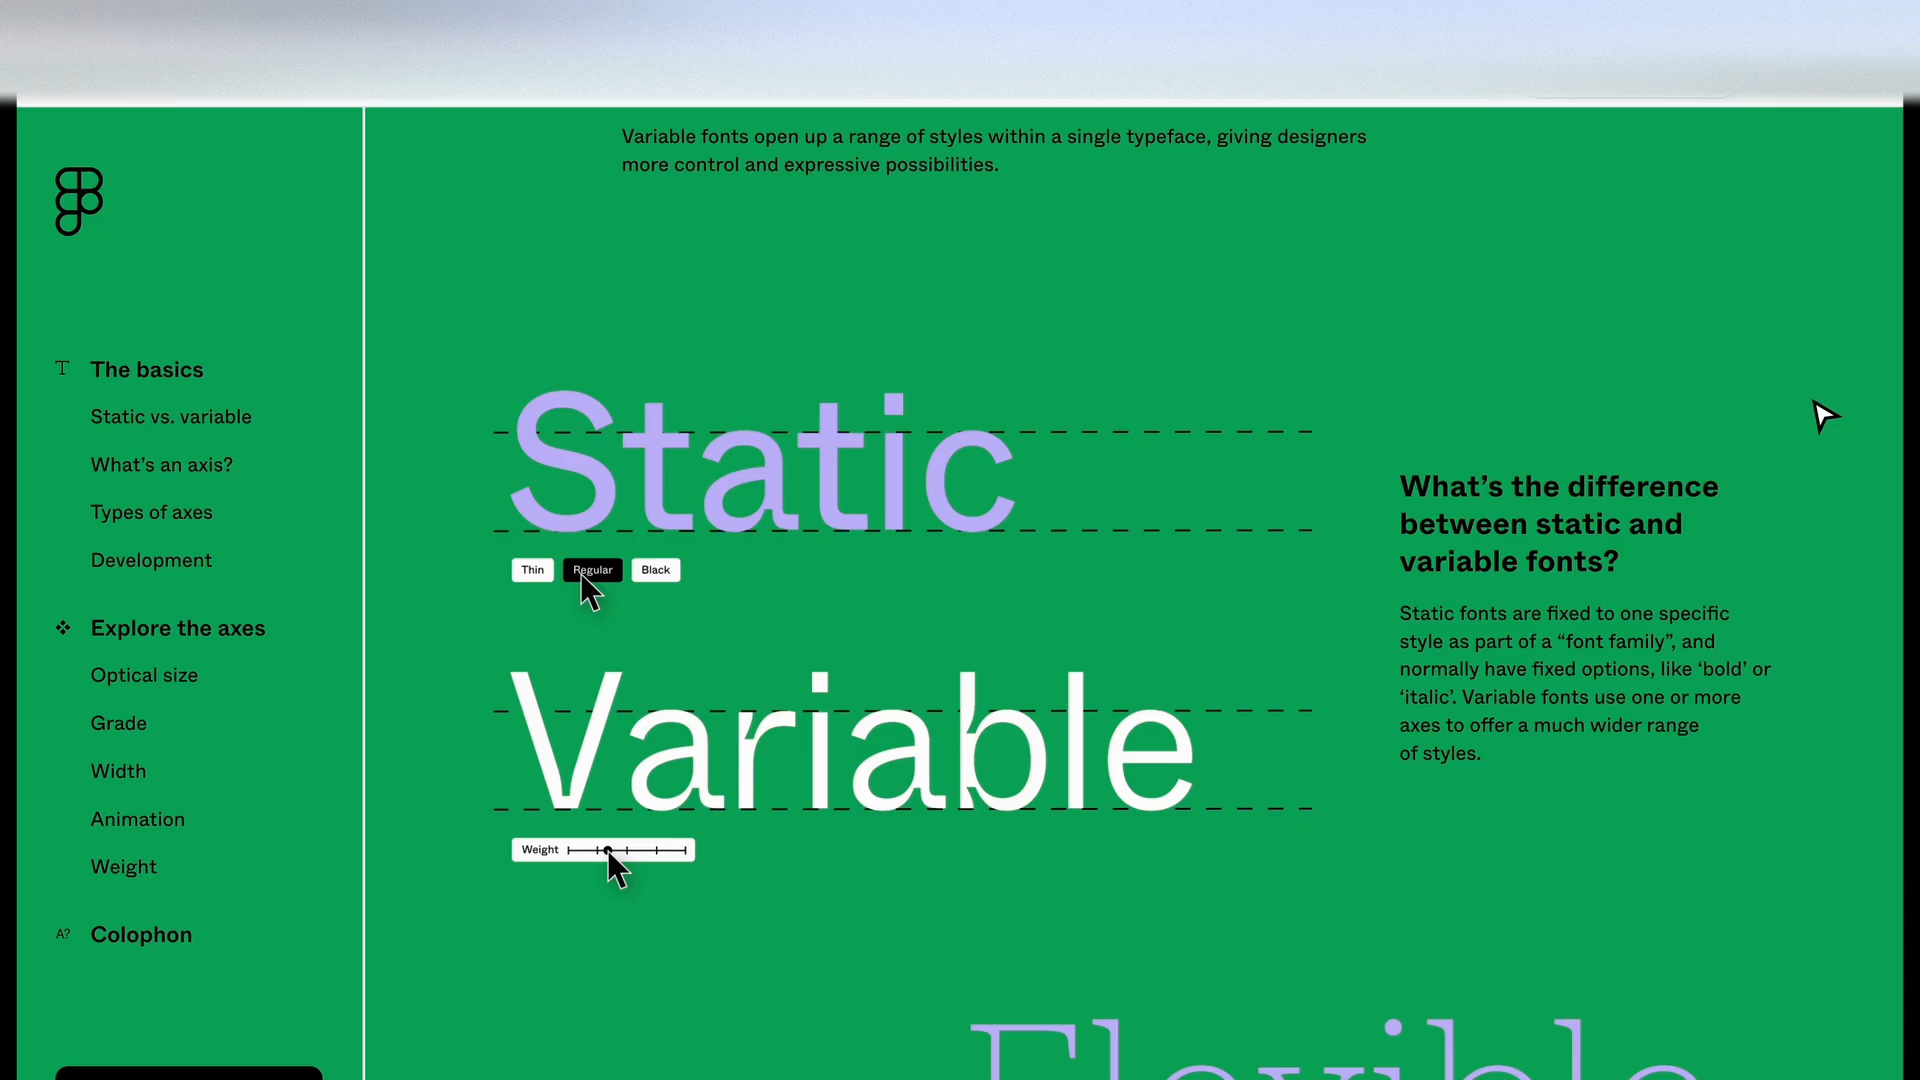 Variable fonts open up a range of styles within a single typeface, giving designers
more control and expressive possibilities.
T The basics
Static vs. variable
What’s an axis?
Types of axes
Development
Explore the axes
Optical size
Grade
Width
Animation
Weight
A? Colophon
Static
Thin Regular Black
Variable
Weight
What’s the difference
between static and
variable fonts?
Static fonts are fixed to one specific
style as part of a “font family”, and
normally have fixed options, like ‘bold’ or
‘italic’. Variable fonts use one or more
axes to offer a much wider range
of styles.
Flexible